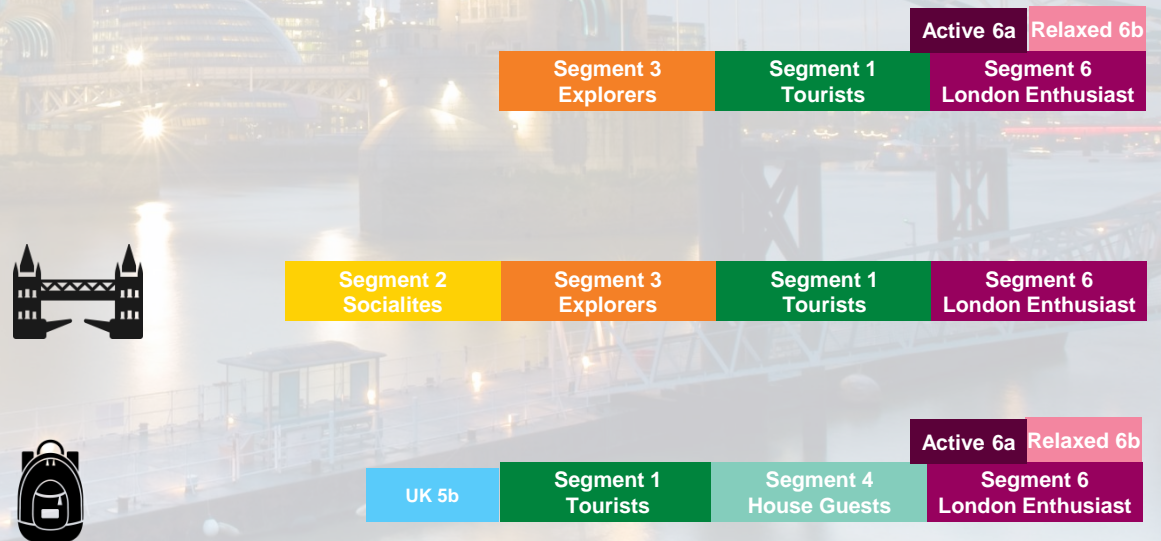 Active 6a
Relaxed 6b
Segment 3
Explorers
Segment 1
Tourists
Segment 6
London Enthusiast
Segment 2
Socialites
Segment 3
Explorers
Segment 1
Tourists
Segment 6
London Enthusiast
Active 6a
Relaxed 6b
UK 5b
Segment 1
Tourists
Segment 4
House Guests
Segment 6
London Enthusiast